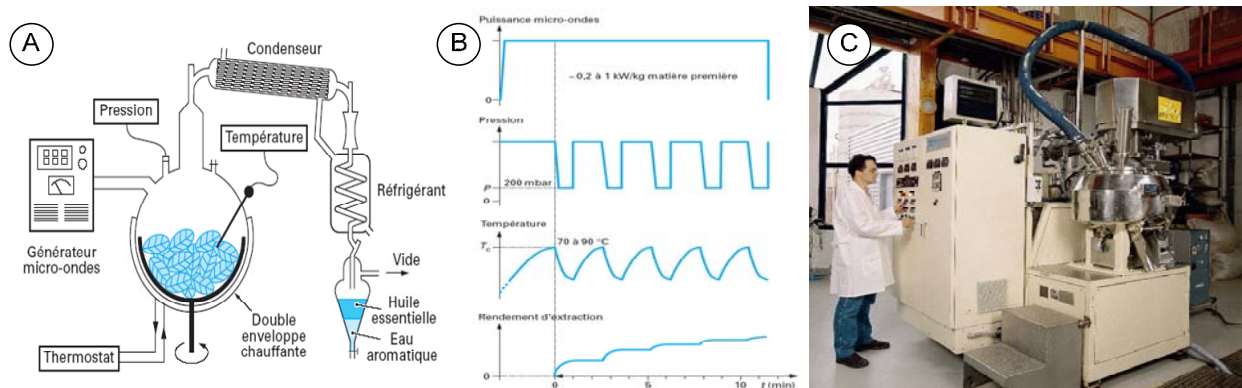 A
Condenseur
Pression
Température
Réfrigérant
Générateur
micro-ondes
Vide
Huile
essentielle
Eau
aromatique
Double
enveloppe
chauffante
Thermostat
B
Puissance micro-ondes
~ 0,2 à 1 kW/kg matière première
0
Pression
P
200 mbar
0
Température
Tc
70 à 90 °C
Rendement d'extraction
0
0
5
10
t (min)
C